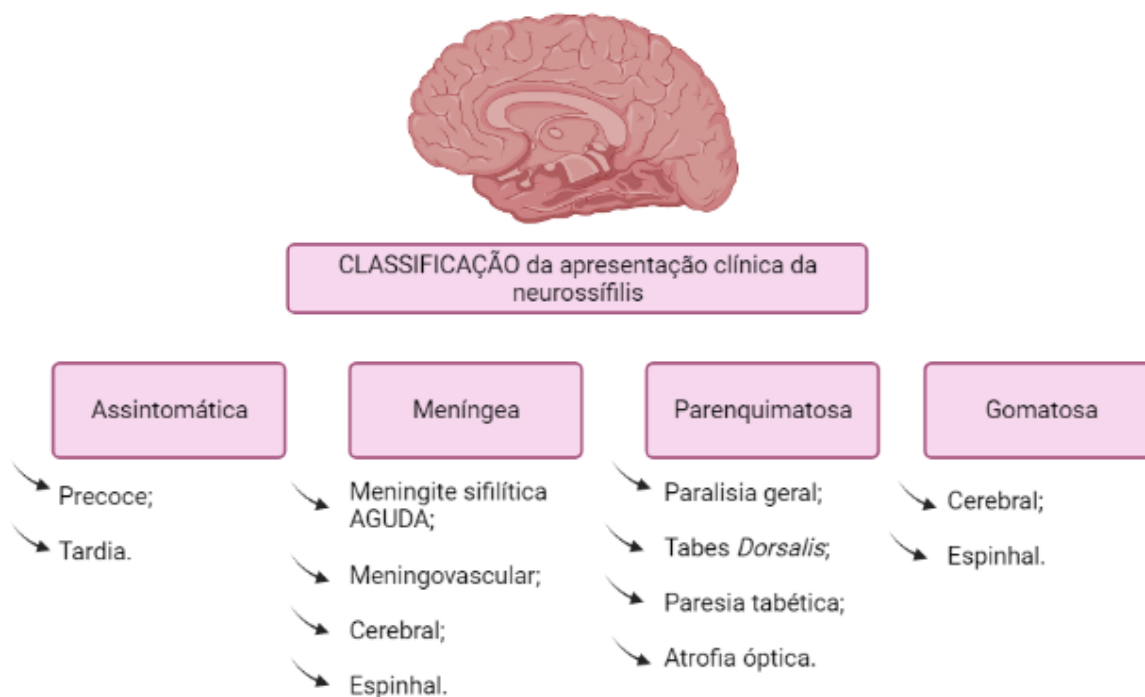 CLASSIFICAÇÃO da apresentação clínica da
neurossífilis
Assintomática
Precoce;
Tardia.
Meníngea
Meningite sifilítica
AGUDA;
Meningovascular;
Cerebral;
Espinhal.
Parenquimatosa
Paralisia geral;
Tabes Dorsalis;
Paresia tabética;
Atrofia óptica.
Gomatosa
Cerebral;
Espinhal.